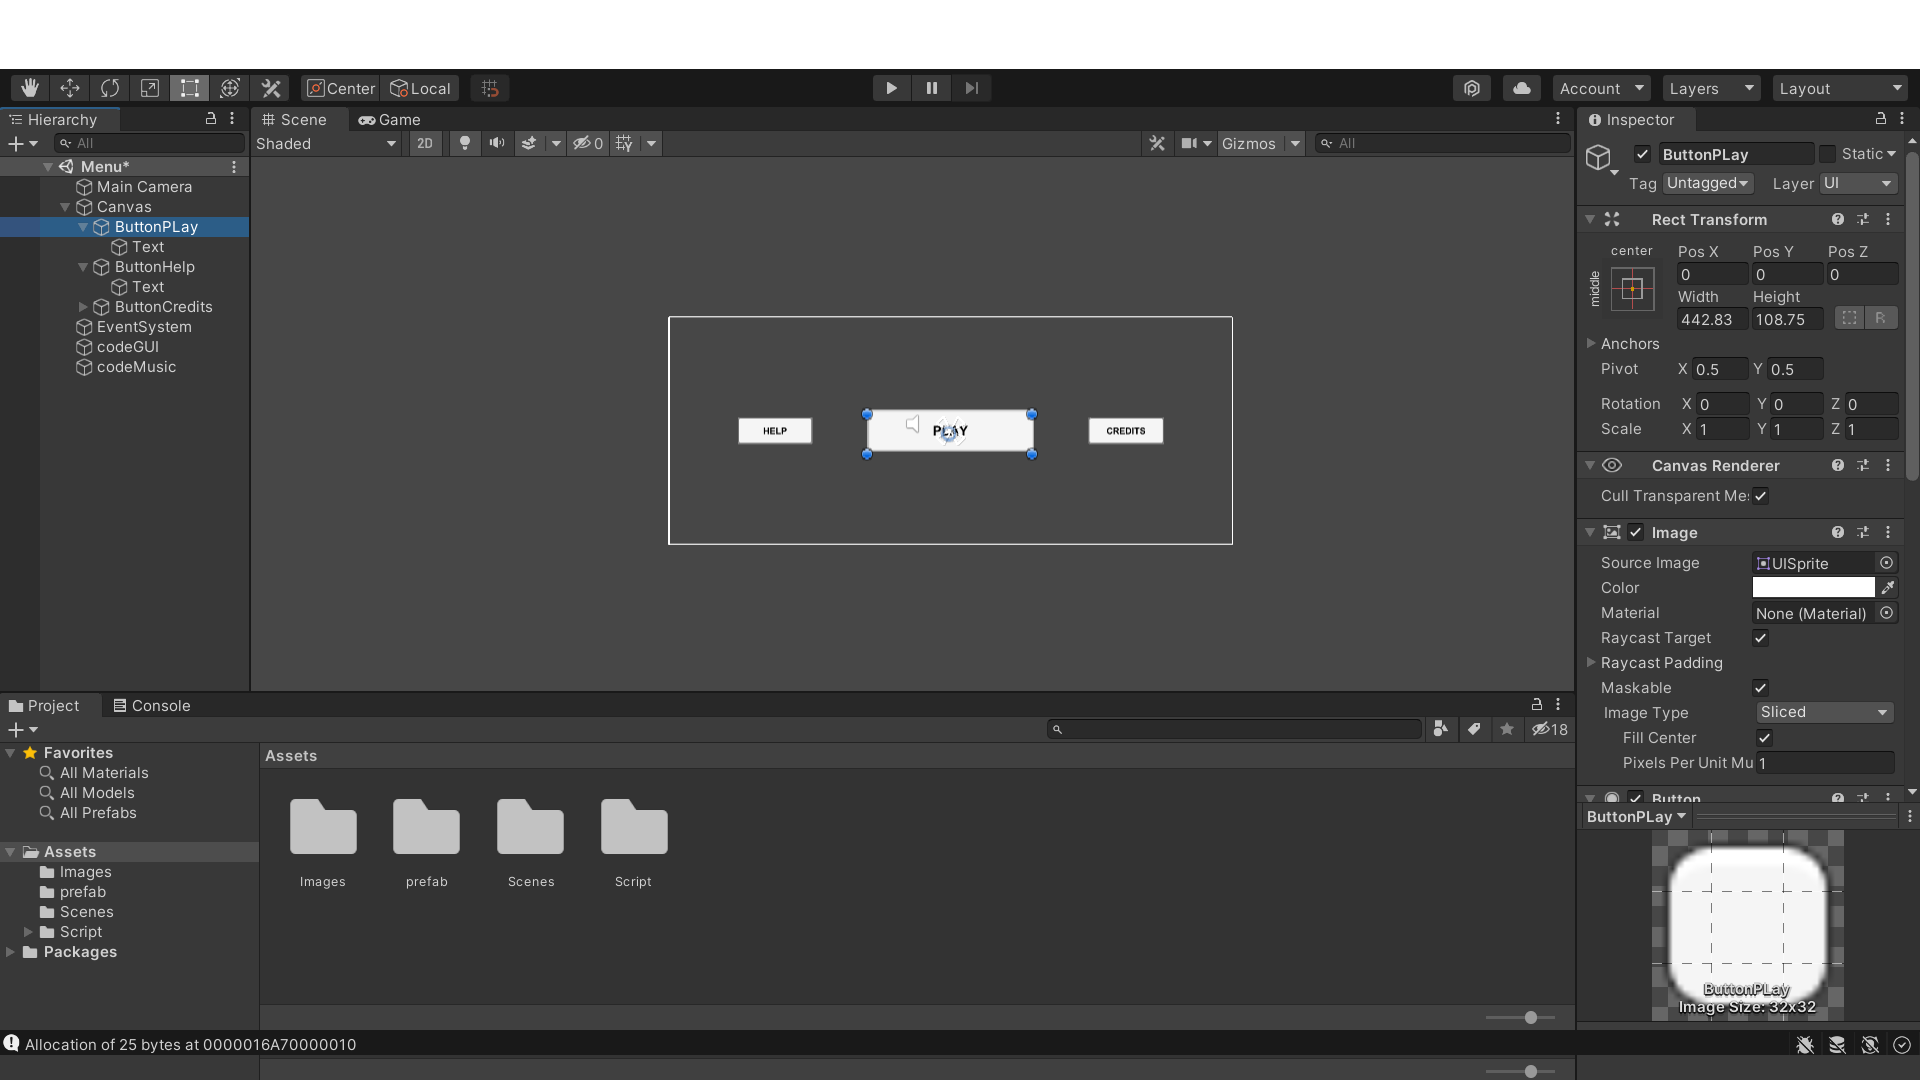 Center
Local
Account
Layers
Layout
Hierarchy
All
Menu*
Main Camera
Canvas
ButtonPLay
Text
ButtonHelp
Text
ButtonCredits
EventSystem
codeGUI
codeMusic
Scene
Game
Shaded
2D
0
Gizmos
All
HELP
PLAY
CREDITS
Inspector
ButtonPLay
Static
Tag Untagged Layer UI
Rect Transform
center
middle
Pos X Pos Y Pos Z
0 0 0
Width Height
442.83 108.75
R
Anchors
Pivot X 0.5 Y 0.5
Rotation X 0 Y 0 Z 0
Scale X 1 Y 1 Z 1
Canvas Renderer
Cull Transparent Me
Image
Source Image UISprite
Color
Material None (Material)
Raycast Target
Raycast Padding
Maskable
Image Type Sliced
Fill Center
Pixels Per Unit Mu 1
Button
ButtonPLay
ButtonPLay
Image Size: 32x32
Project
Console
18
Favorites
All Materials
All Models
All Prefabs
Assets
Images
prefab
Scenes
Script
Packages
Assets
Images
prefab
Scenes
Script
Allocation of 25 bytes at 0000016A70000010